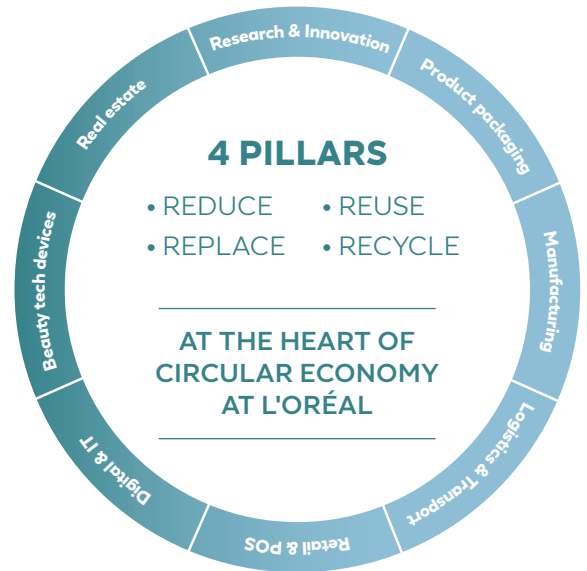 Research & Innovation
Product packaging
Manufacturing
Logistics & Transport
Retail & POS
Digital & IT
Beauty tech devices
Real estate
4 PILLARS
• REDUCE • REUSE
• REPLACE • RECYCLE
AT THE HEART OF
CIRCULAR ECONOMY
AT L'ORÉAL